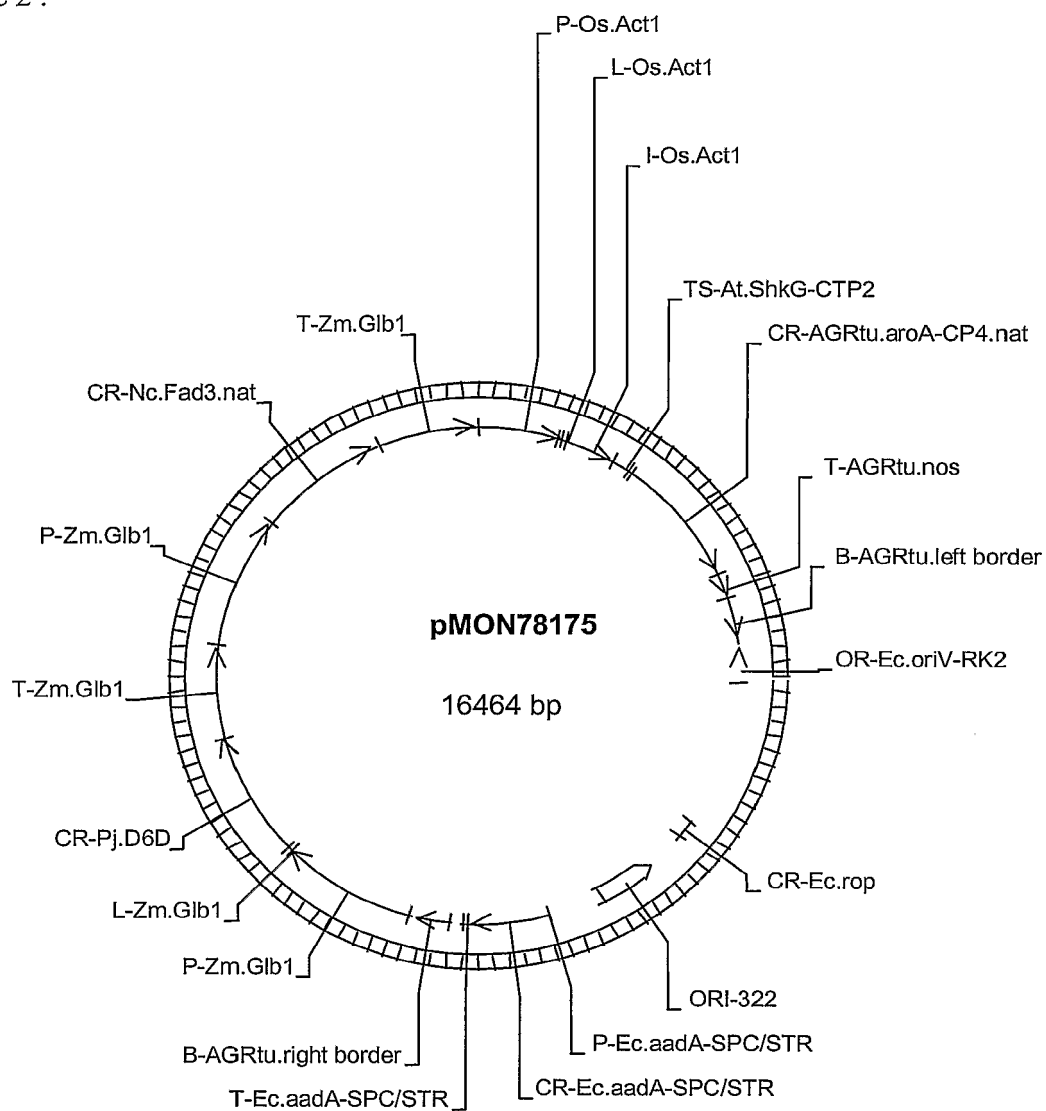 P-Os.Act1
L-Os.Act1
I-Os.Act1
TS-At.ShkG-CTP2
T-Zm.Glb1
CR-AGRtu.aroA-CP4.nat
CR-Nc.Fad3.nat
T-AGRtu.nos
P-Zm.Glb1
B-AGRtu.left border
pMON78175
OR-Ec.oriV-RK2
T-Zm.Glb1
16464 bp
CR-Pj.D6D
CR-Ec.rop
L-Zm.Glb1
P-Zm.Glb1
ORI-322
P-Ec.aadA-SPC/STR
B-AGRtu.right border
CR-Ec.aadA-SPC/STR
T-Ec.aadA-SPC/STR